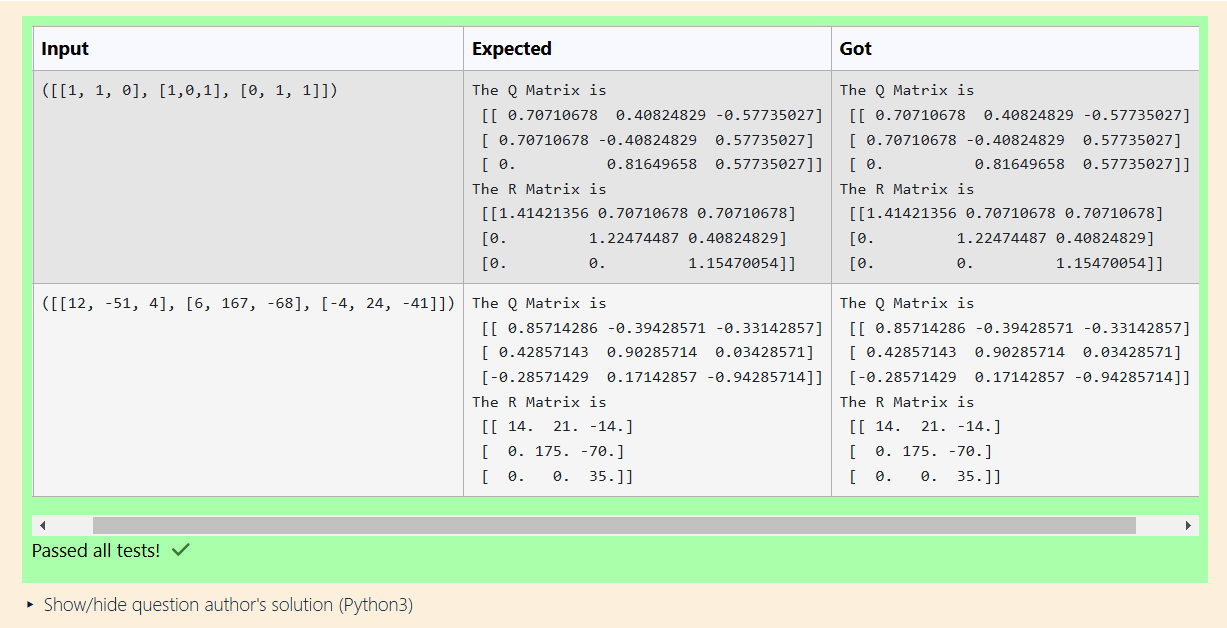 Input Expected Got
([[1, 1, 0], [1,0,1], [0, 1, 1]])
The Q Matrix is
[[ 0.70710678  0.40824829 -0.57735027]
[ 0.70710678 -0.40824829  0.57735027]
[ 0.          0.81649658  0.57735027]]
The R Matrix is
[[1.41421356 0.70710678 0.70710678]
[0.         1.22474487 0.40824829]
[0.         0.         1.15470054]]
The Q Matrix is
[[ 0.70710678  0.40824829 -0.57735027]
[ 0.70710678 -0.40824829  0.57735027]
[ 0.          0.81649658  0.57735027]]
The R Matrix is
[[1.41421356 0.70710678 0.70710678]
[0.         1.22474487 0.40824829]
[0.         0.         1.15470054]]
([[12, -51, 4], [6, 167, -68], [-4, 24, -41]])
The Q Matrix is
[[ 0.85714286 -0.39428571 -0.33142857]
[ 0.42857143  0.90285714  0.03428571]
[-0.28571429  0.17142857 -0.94285714]]
The R Matrix is
[[ 14.  21. -14.]
[  0. 175. -70.]
[  0.   0.  35.]]
The Q Matrix is
[[ 0.85714286 -0.39428571 -0.33142857]
[ 0.42857143  0.90285714  0.03428571]
[-0.28571429  0.17142857 -0.94285714]]
The R Matrix is
[[ 14.  21. -14.]
[  0. 175. -70.]
[  0.   0.  35.]]
Passed all tests! ✓
Show/hide question author's solution (Python3)